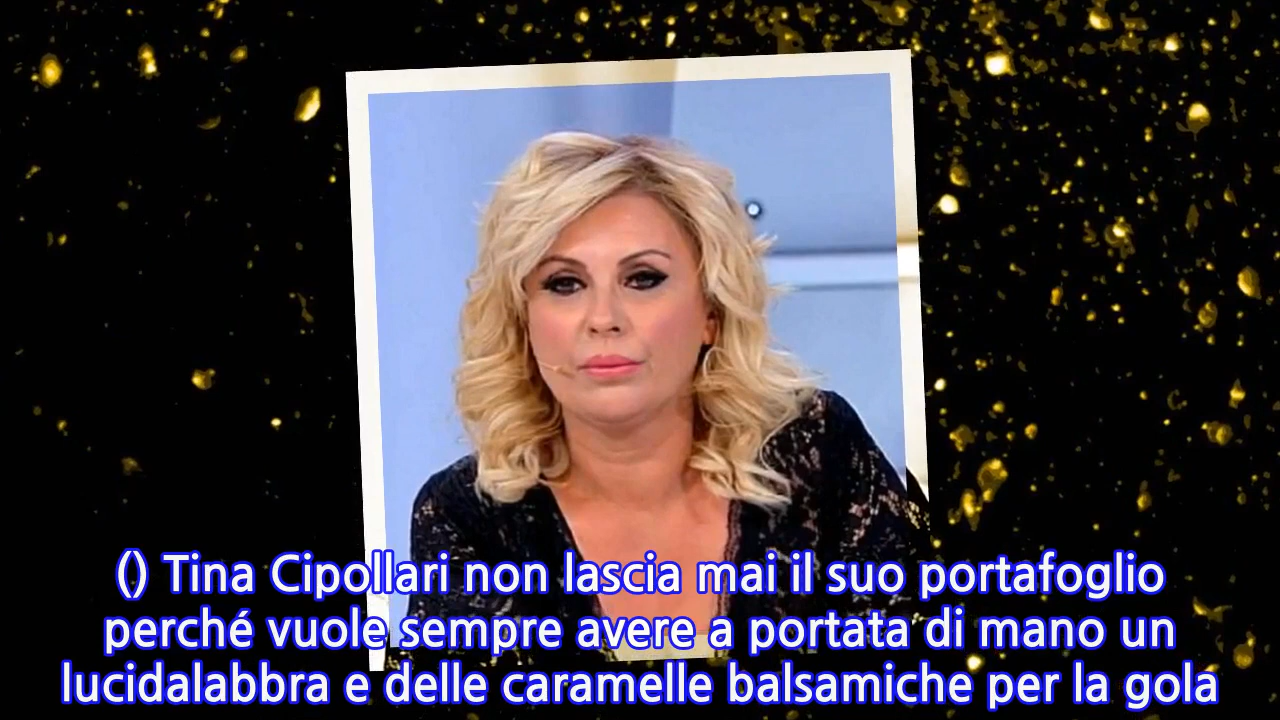 () Tina Cipollari non lascia mai il suo portafoglio
perché vuole sempre avere a portata di mano un
lucidalabbra e delle caramelle balsamiche per la gola